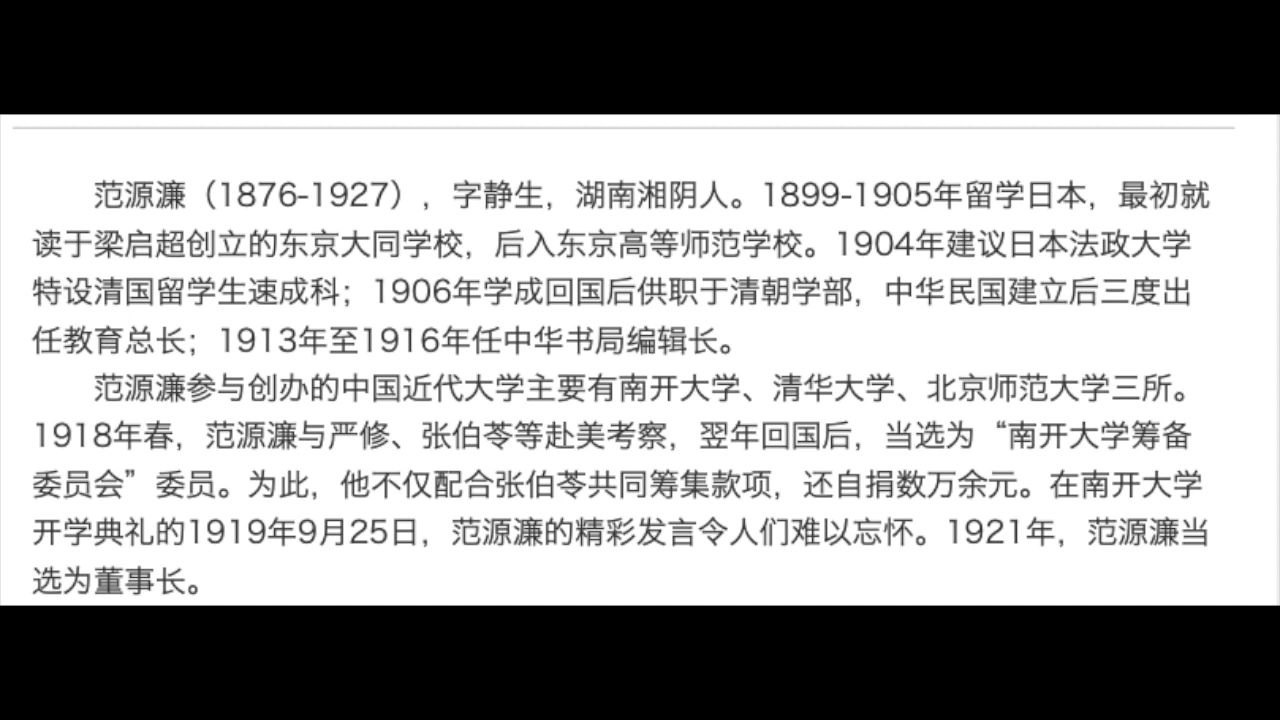 范源濂（1876-1927），字静生，湖南湘阴人。1899-1905年留学日本，最初就
读于梁启超创立的东京大同学校，后入东京高等师范学校。1904年建议日本法政大学
特设清国留学生速成科；1906年学成回国后供职于清朝学部，中华民国建立后三度出
任教育总长；1913年至1916年任中华书局编辑长。
范源濂参与创办的中国近代大学主要有南开大学、清华大学、北京师范大学三所。
1918年春，范源濂与严修、张伯苓等赴美考察，翌年回国后，当选为“南开大学筹备
委员会”委员。为此，他不仅配合张伯苓共同筹集款项，还自捐数万余元。在南开大学
开学典礼的1919年9月25日，范源濂的精彩发言令人们难以忘怀。1921年，范源濂当
选为董事长。